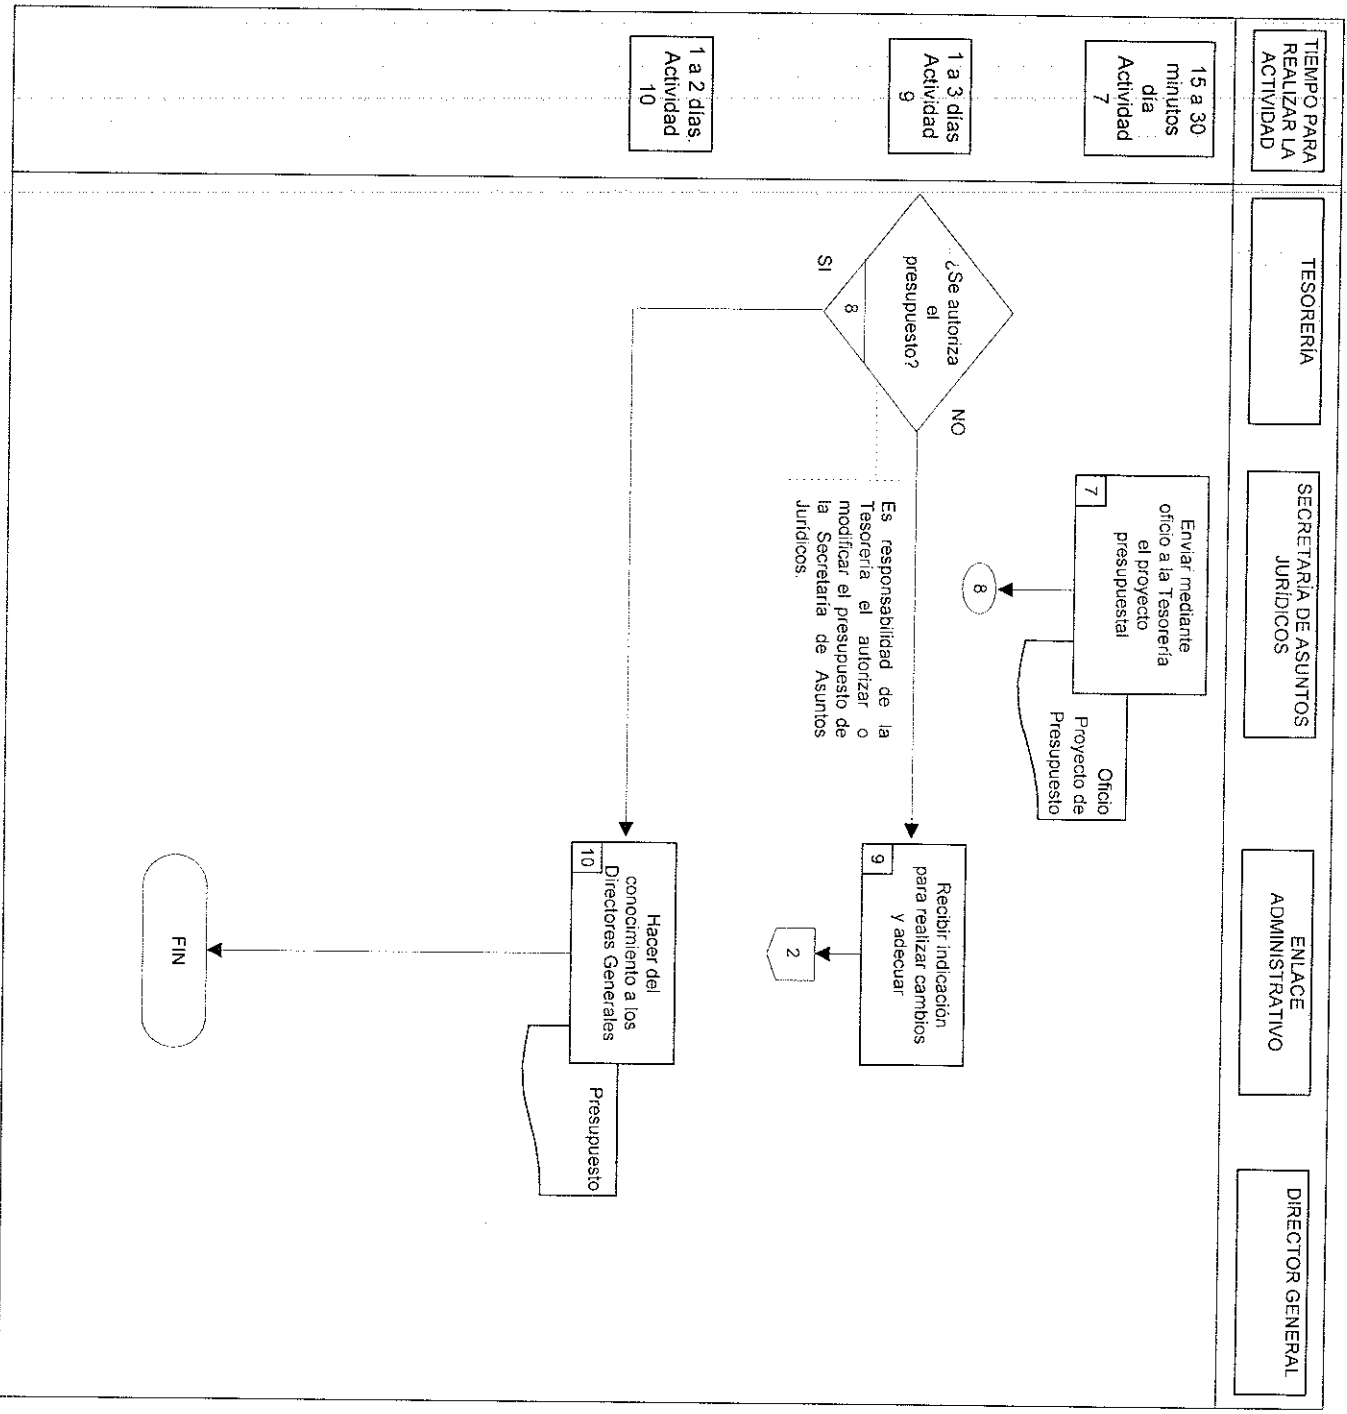 TIEMPO PARA
REALIZAR LA
ACTIVIDAD
TESORERÍA
SECRETARÍA DE ASUNTOS
JURÍDICOS
ENLACE
ADMINISTRATIVO
DIRECTOR GENERAL
15 a 30
minutos
día
Actividad
7
Enviar mediante
oficio a la Tesorería
el proyecto
presupuestal
7
Oficio
Proyecto de
Presupuesto
8
1 a 3 días
Actividad
9
¿Se autoriza
el
presupuesto?
8
NO
SI
Es responsabilidad de la
Tesorería el autorizar o
modificar el presupuesto de
la Secretaría de Asuntos
Jurídicos.
Recibir indicación
para realizar cambios
y adecuar
9
2
1 a 2 días.
Actividad
10
Hacer del
conocimiento a los
Directores Generales
10
Presupuesto
FIN